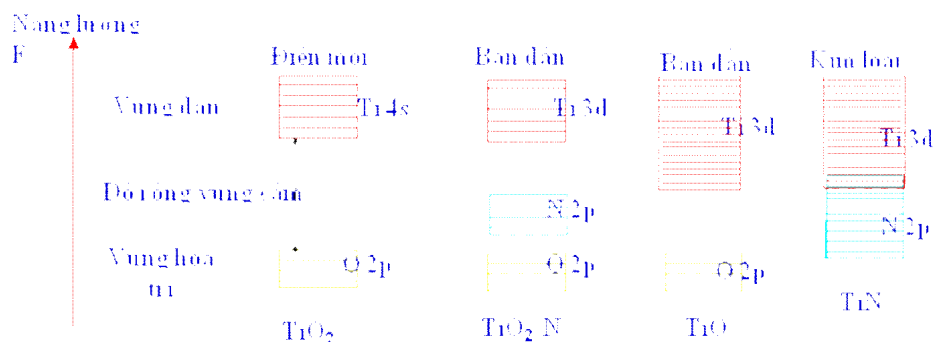 Năng lượng
E
Điện môi
Bán dẫn
Bán dẫn
Kim loại
Vùng dẫn
Ti 4s
Ti 3d
Ti 3d
Ti 3d
Độ rộng vùng cấm
N 2p
N 2p
Vùng hóa
trị
O 2p
O 2p
O 2p
TiO₂
TiO₂ N
TiO
TiN